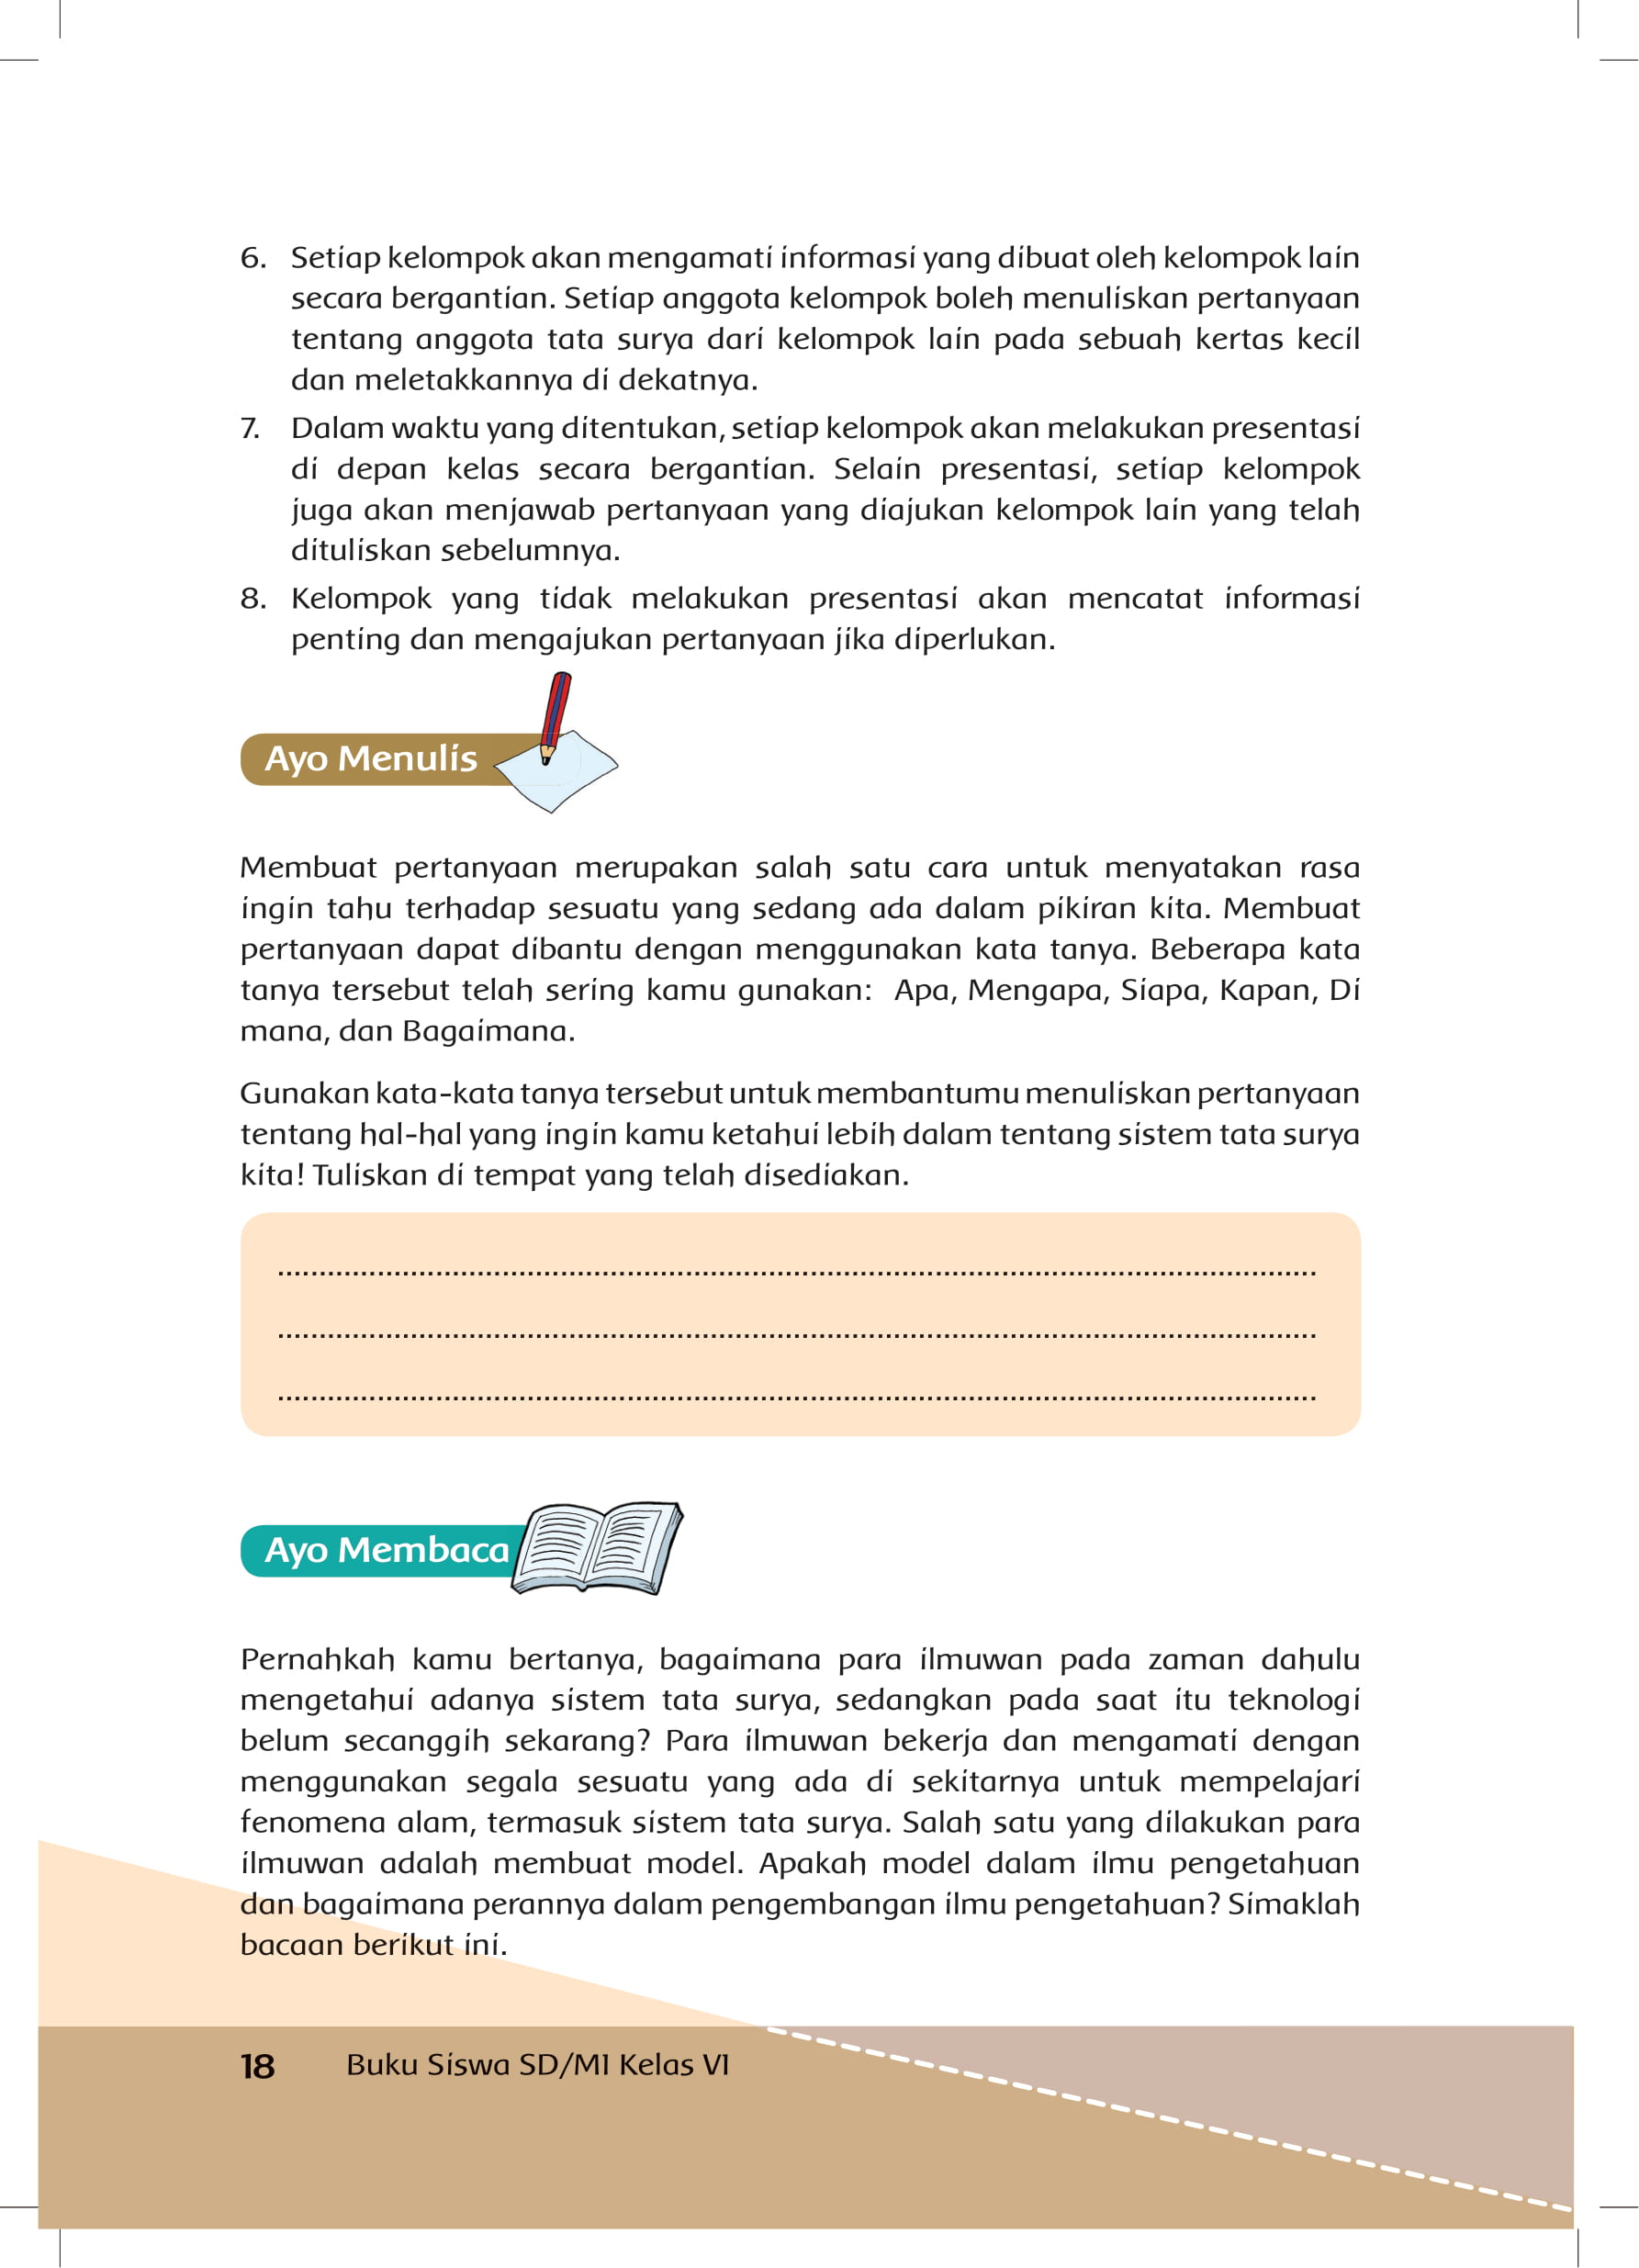 6. Setiap kelompok akan mengamati informasi yang dibuat oleh kelompok lain
secara bergantian. Setiap anggota kelompok boleh menuliskan pertanyaan
tentang anggota tata surya dari kelompok lain pada sebuah kertas kecil
dan meletakkannya di dekatnya.
7. Dalam waktu yang ditentukan, setiap kelompok akan melakukan presentasi
di depan kelas secara bergantian. Selain presentasi, setiap kelompok
juga akan menjawab pertanyaan yang diajukan kelompok lain yang telah
dituliskan sebelumnya.
8. Kelompok yang tidak melakukan presentasi akan mencatat informasi
penting dan mengajukan pertanyaan jika diperlukan.
Ayo Menulis
Membuat pertanyaan merupakan salah satu cara untuk menyatakan rasa
ingin tahu terhadap sesuatu yang sedang ada dalam pikiran kita. Membuat
pertanyaan dapat dibantu dengan menggunakan kata tanya. Beberapa kata
tanya tersebut telah sering kamu gunakan: Apa, Mengapa, Siapa, Kapan, Di
mana, dan Bagaimana.
Gunakan kata-kata tanya tersebut untuk membantumu menuliskan pertanyaan
tentang hal-hal yang ingin kamu ketahui lebih dalam tentang sistem tata surya
kita! Tuliskan di tempat yang telah disediakan.
Ayo Membaca
Pernahkah kamu bertanya, bagaimana para ilmuwan pada zaman dahulu
mengetahui adanya sistem tata surya, sedangkan pada saat itu teknologi
belum secanggih sekarang? Para ilmuwan bekerja dan mengamati dengan
menggunakan segala sesuatu yang ada di sekitarnya untuk mempelajari
fenomena alam, termasuk sistem tata surya. Salah satu yang dilakukan para
ilmuwan adalah membuat model. Apakah model dalam ilmu pengetahuan
dan bagaimana perannya dalam pengembangan ilmu pengetahuan? Simaklah
bacaan berikut ini.
18 Buku Siswa SD/MI Kelas VI